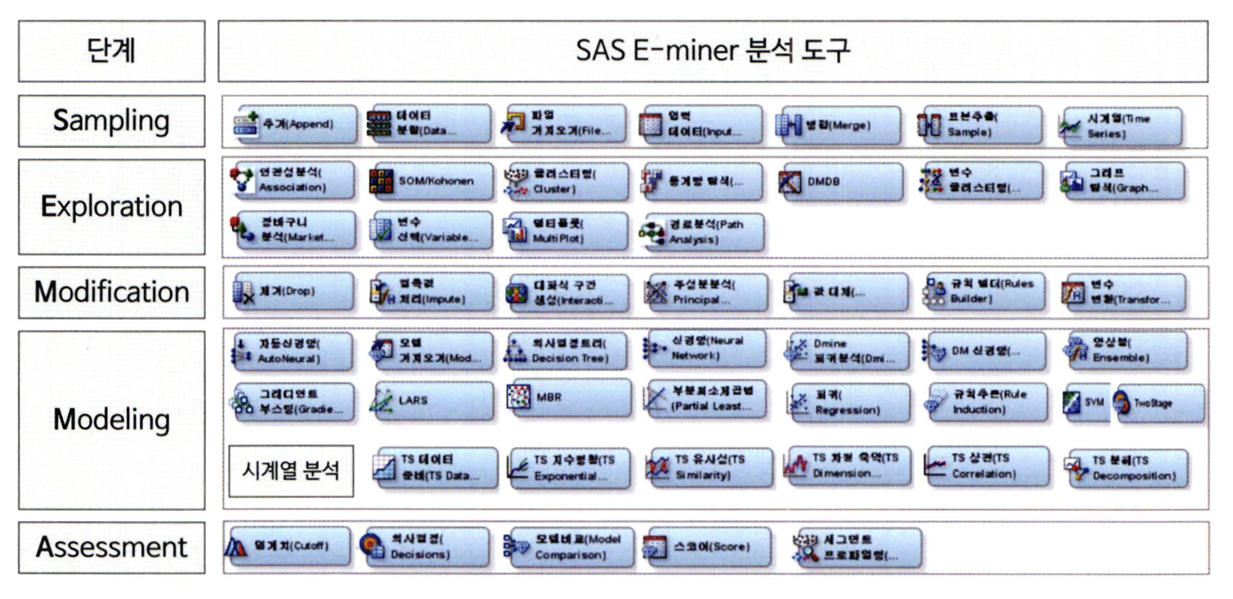 단계
SAS E-miner 분석 도구
Sampling
추가(Append)
데이터
분할(Data...
파일
가져오기(File...
입력
데이터(Input...
병합(Merge)
표본추출(
Sample)
시계열(Time
Series)
Exploration
연관성분석(
Association)
SOM/Kohonen
클러스터링(
Cluster)
통계량 탐색(...
DMDB
변수
클러스터링(...
그래프
탐색(Graph...
장바구니
분석(Market...
변수
선택(Variable...
멀티플롯(
MultiPlot)
경로분석(Path
Analysis)
Modification
제거(Drop)
결측값
처리(Impute)
대화식 구간
생성(Interacti...
주성분분석(
Principal...
값 대체(...
규칙 빌더(Rules
Builder)
변수
변환(Transfor...
Modeling
자동신경망(
AutoNeural)
모델
가져오기(Mod...
의사결정트리(
Decision Tree)
신경망(Neural
Network)
Dmine
회귀분석(Dmi...
DM 신경망(...
앙상블(
Ensemble)
그래디언트
부스팅(Gradie...
LARS
MBR
부분최소제곱법
(Partial Least...
회귀(
Regression)
규칙추론(Rule
Induction)
SVM
TwoStage
시계열 분석
TS 데이터
준비(TS Data...
TS 지수평활(TS
Exponential...
TS 유사성(TS
Similarity)
TS 차원 축약(TS
Dimension...
TS 상관(TS
Correlation)
TS 분해(TS
Decomposition)
Assessment
임계치(Cutoff)
의사결정(
Decisions)
모델비교(Model
Comparison)
스코어(Score)
세그먼트
프로파일링(...